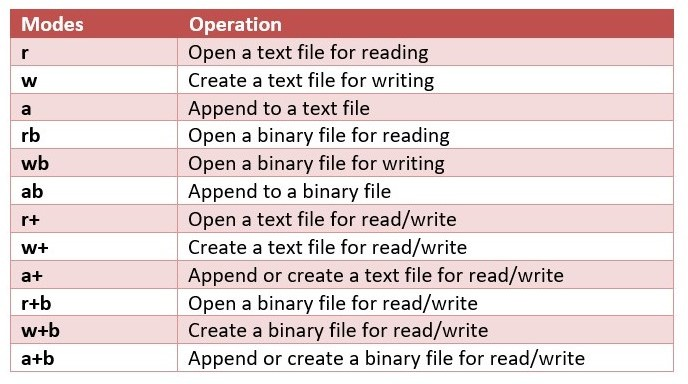 Modes Operation
r Open a text file for reading
w Create a text file for writing
a Append to a text file
rb Open a binary file for reading
wb Open a binary file for writing
ab Append to a binary file
r+ Open a text file for read/write
w+ Create a text file for read/write
a+ Append or create a text file for read/write
r+b Open a binary file for read/write
w+b Create a binary file for read/write
a+b Append or create a binary file for read/write